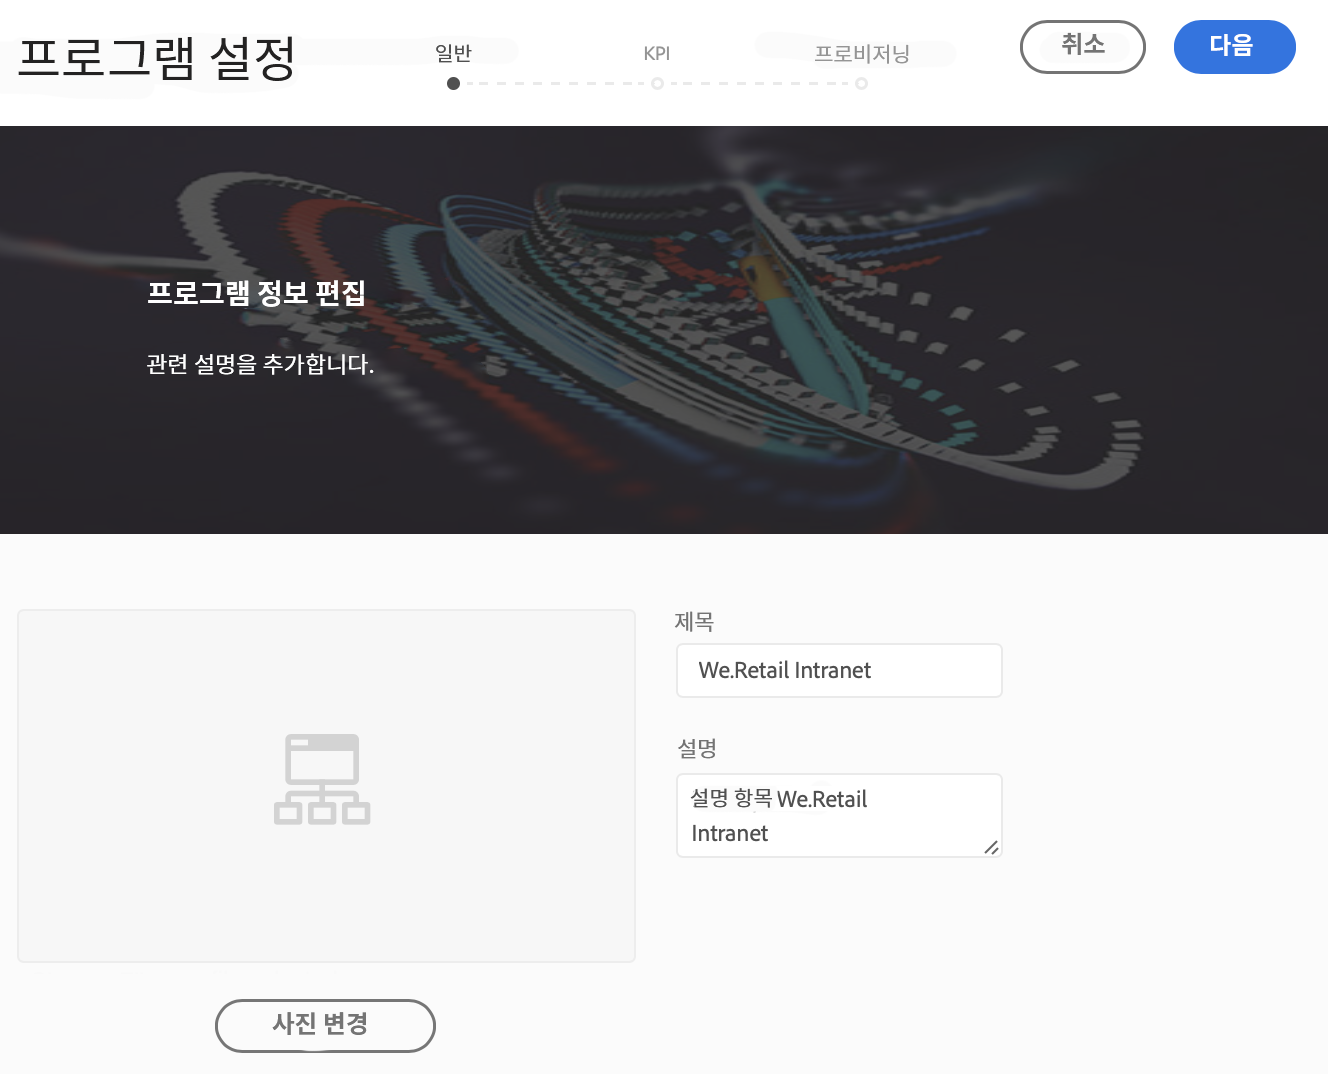 프로그램 설정
일반
KPI
프로비저닝
취소
다음
프로그램 정보 편집
관련 설명을 추가합니다.
제목
We.Retail Intranet
설명
설명 항목 We.Retail
Intranet
사진 변경